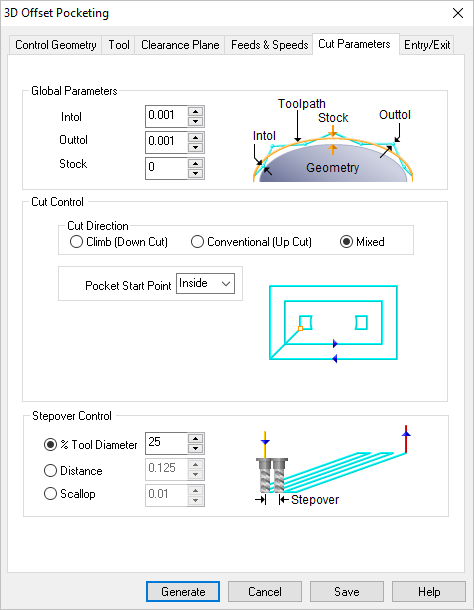 3D Offset Pocketing
Control Geometry Tool Clearance Plane Feeds & Speeds Cut Parameters Entry/Exit
Global Parameters
Intol 0.001
Outtol 0.001
Stock 0
Toolpath
Stock
Outtol
Intol
Geometry
Cut Control
Cut Direction
Climb (Down Cut) Conventional (Up Cut) Mixed
Pocket Start Point Inside
Stepover Control
% Tool Diameter 25
Distance 0.125
Scallop 0.01
Stepover
Generate Cancel Save Help